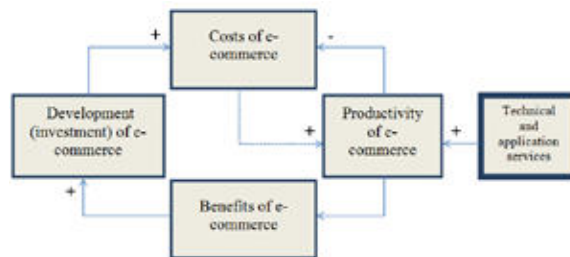 +
Costs of e-
commerce
-
Development
(investment) of e-
commerce
+
Productivity
of e-
commerce
+
Technical
and
application
services
+
Benefits of e-
commerce